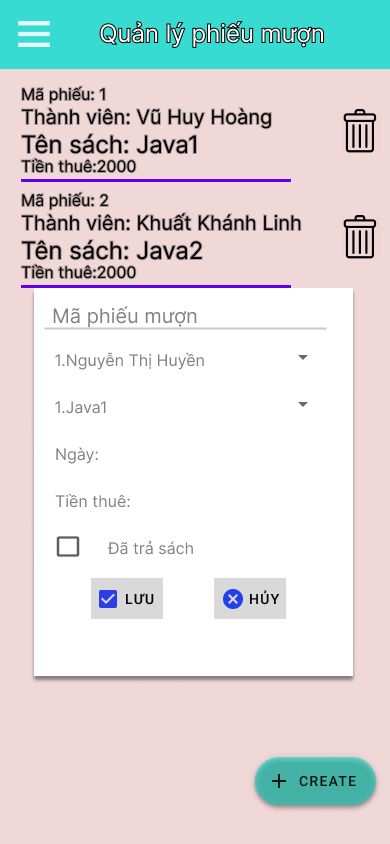 Quản lý phiếu mượn
Mã phiếu: 1
Thành viên: Vũ Huy Hoàng
Tên sách: Java1
Tiền thuê:2000
Mã phiếu: 2
Thành viên: Khuất Khánh Linh
Tên sách: Java2
Tiền thuê:2000
Mã phiếu mượn
1.Nguyễn Thị Huyền
1.Java1
Ngày:
Tiền thuê:
Đã trả sách
LƯU HỦY
CREATE